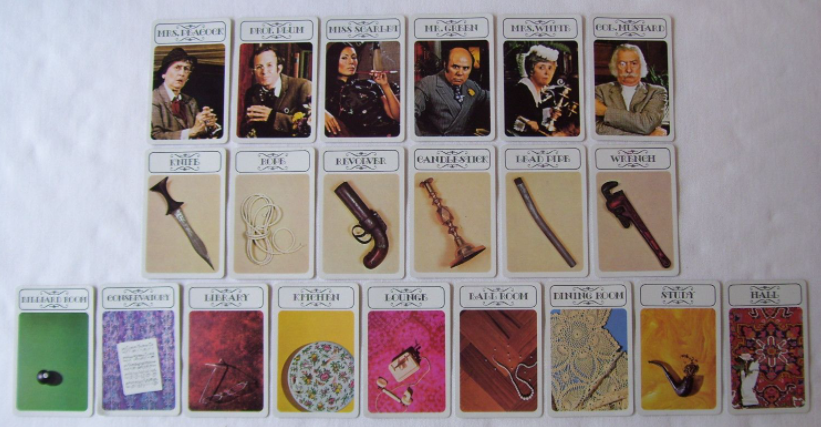 MRS. PEACOCK
PROF. PLUM
MISS SCARLET
MR. GREEN
MRS. WHITE
COL. MUSTARD
KNIFE
ROPE
REVOLVER
CANDLESTICK
LEAD PIPE
WRENCH
BILLIARD ROOM
CONSERVATORY
LIBRARY
KITCHEN
LOUNGE
BALL ROOM
DINING ROOM
STUDY
HALL